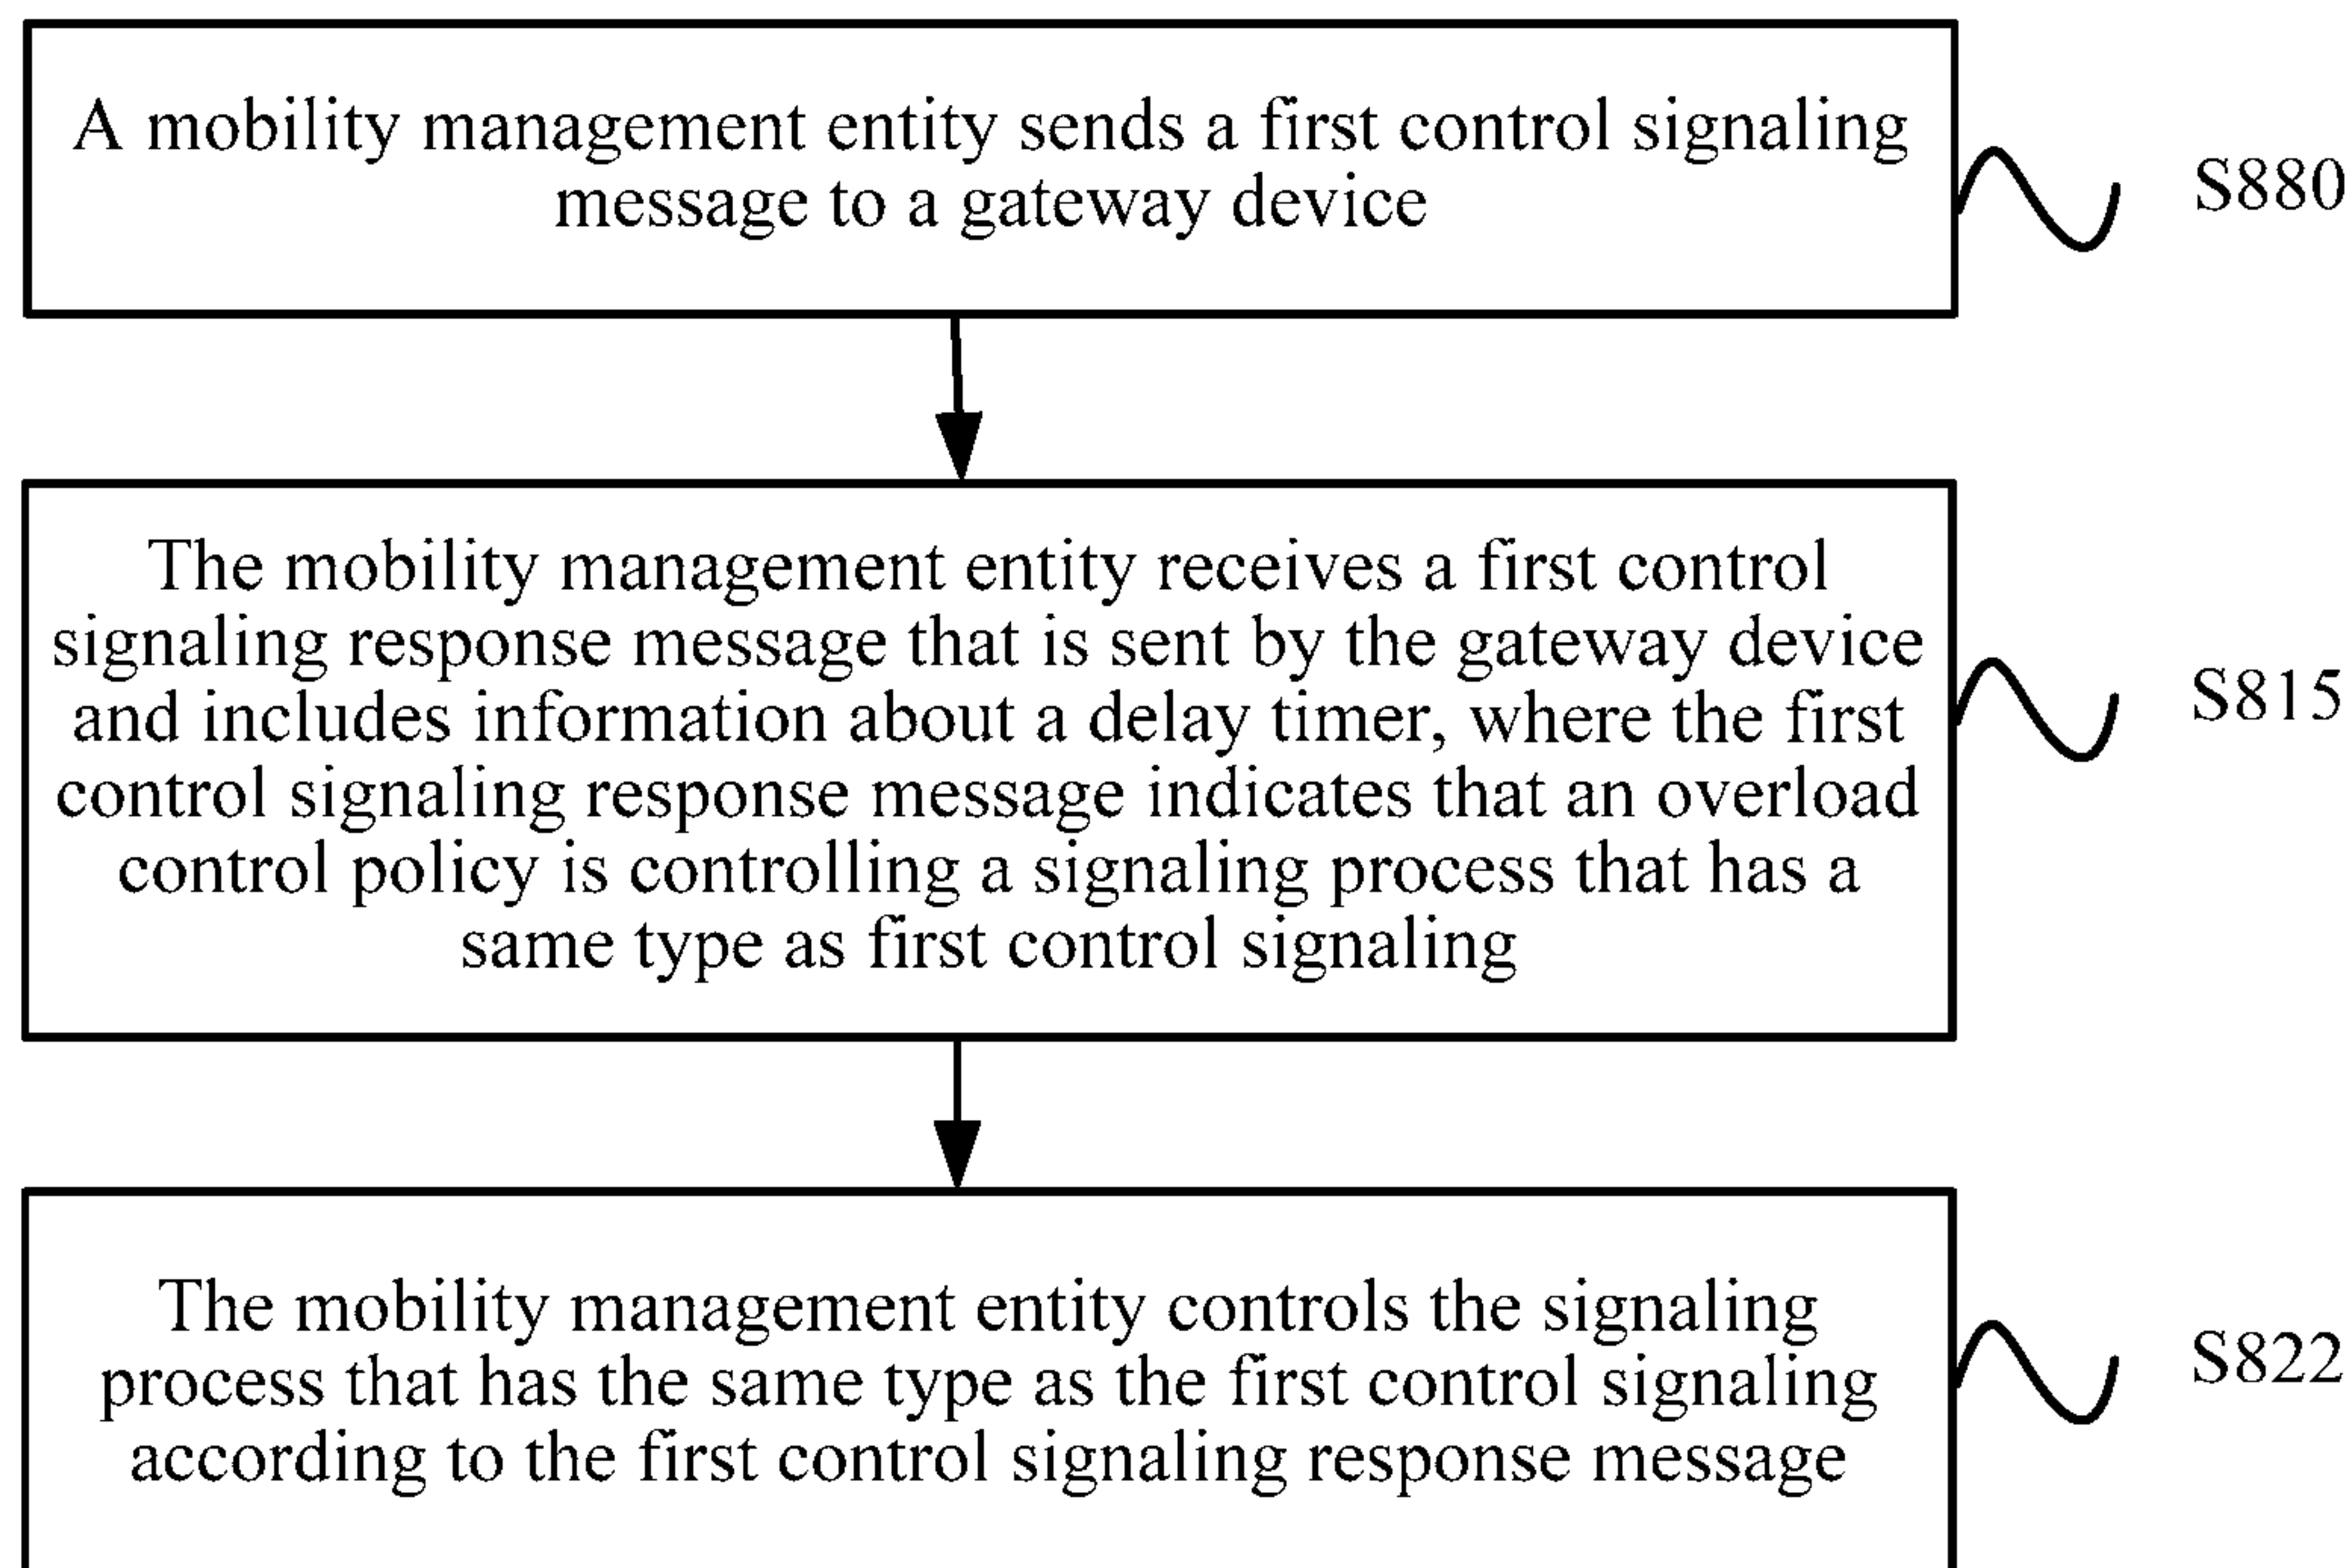 A mobility management entity sends a first control signaling
message to a gateway device
S880
The mobility management entity receives a first control
signaling response message that is sent by the gateway device
and includes information about a delay timer, where the first
control signaling response message indicates that an overload
control policy is controlling a signaling process that has a
same type as first control signaling
S815
The mobility management entity controls the signaling
process that has the same type as the first control signaling
according to the first control signaling response message
S822